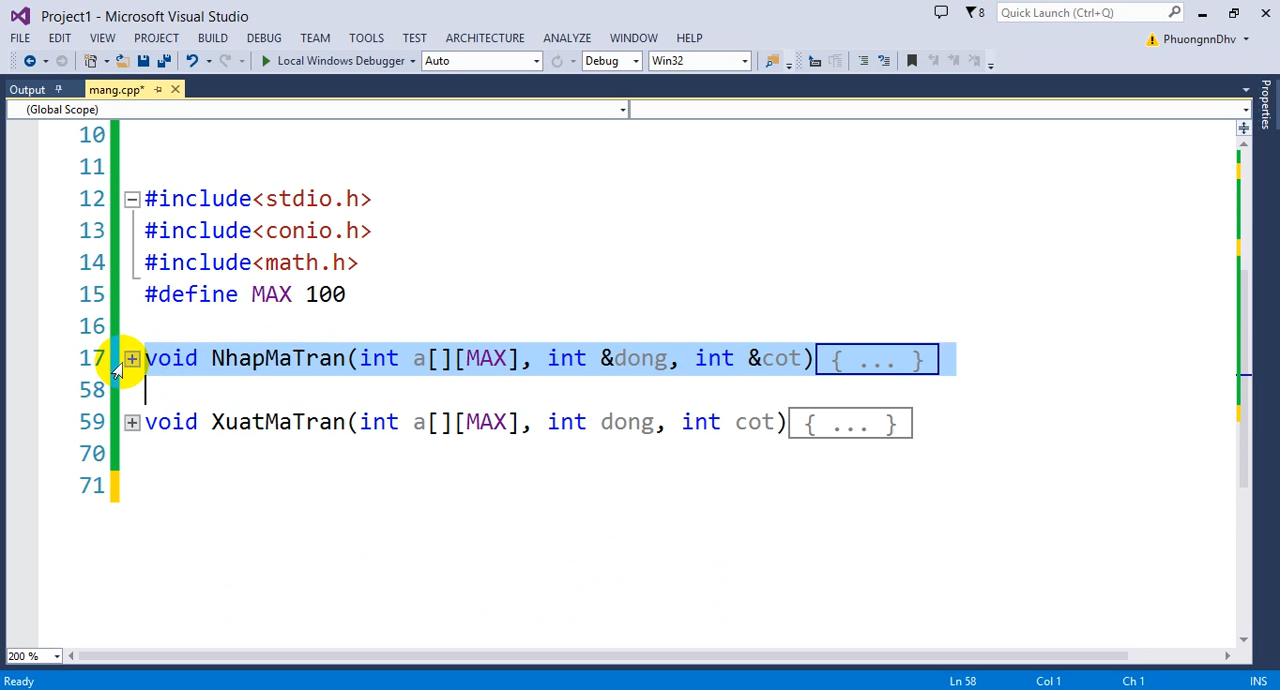 Project1 - Microsoft Visual Studio
8
Quick Launch (Ctrl+Q)
FILE EDIT VIEW PROJECT BUILD DEBUG TEAM TOOLS TEST ARCHITECTURE ANALYZE WINDOW HELP
PhuongnnDhv
Local Windows Debugger Auto Debug Win32
Output mang.cpp*
Properties
(Global Scope)
10
11
12 #include<stdio.h>
13 #include<conio.h>
14 #include<math.h>
15 #define MAX 100
16
17 void NhapMaTran(int a[][MAX], int &dong, int &cot){ ... }
58
59 void XuatMaTran(int a[][MAX], int dong, int cot){ ... }
70
71
200 %
Ready Ln 58 Col 1 Ch 1 INS